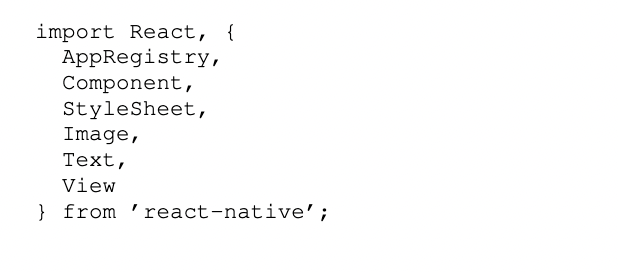 import React, {
  AppRegistry,
  Component,
  StyleSheet,
  Image,
  Text,
  View
} from ’react-native’;